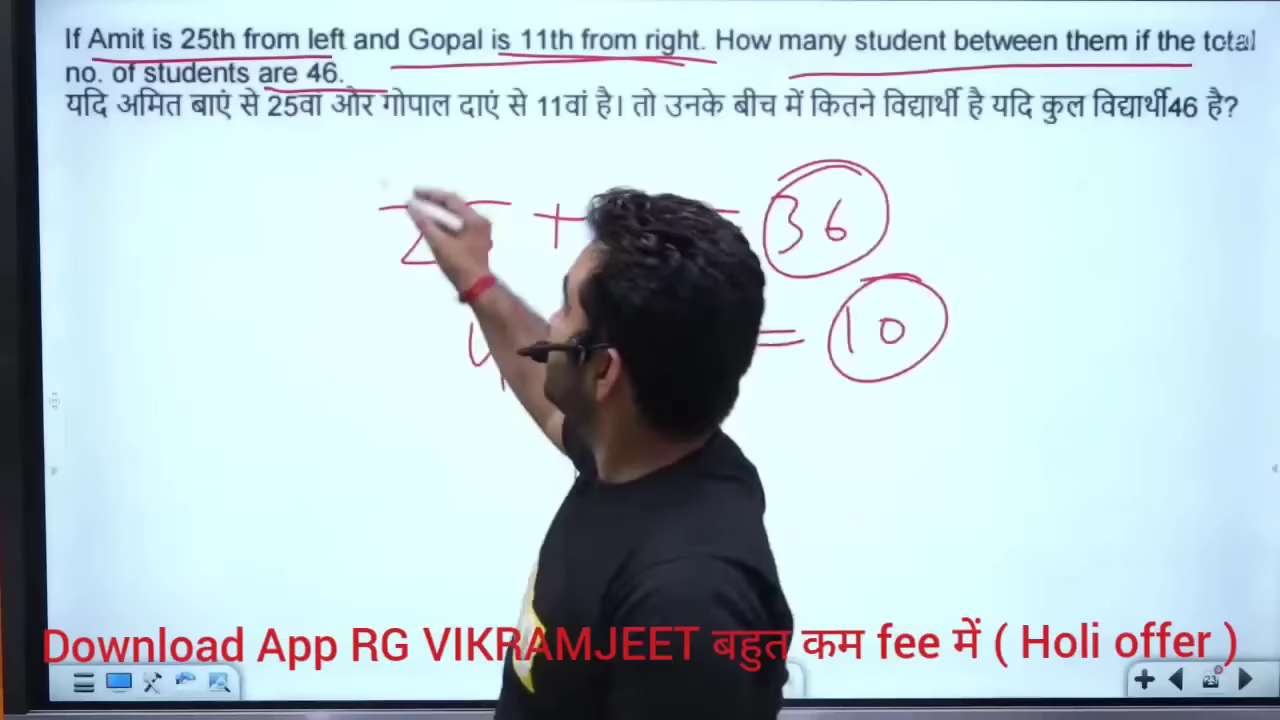 If Amit is 25th from left and Gopal is 11th from right. How many student between them if the total
no. of students are 46.
यदि अमित बाएं से 25वां और गोपाल दाएं से 11वां है। तो उनके बीच में कितने विद्यार्थी है यदि कुल विद्यार्थी46 है?
+ 36
= 10
Download App RG VIKRAMJEET बहुत कम fee में ( Holi offer )
23